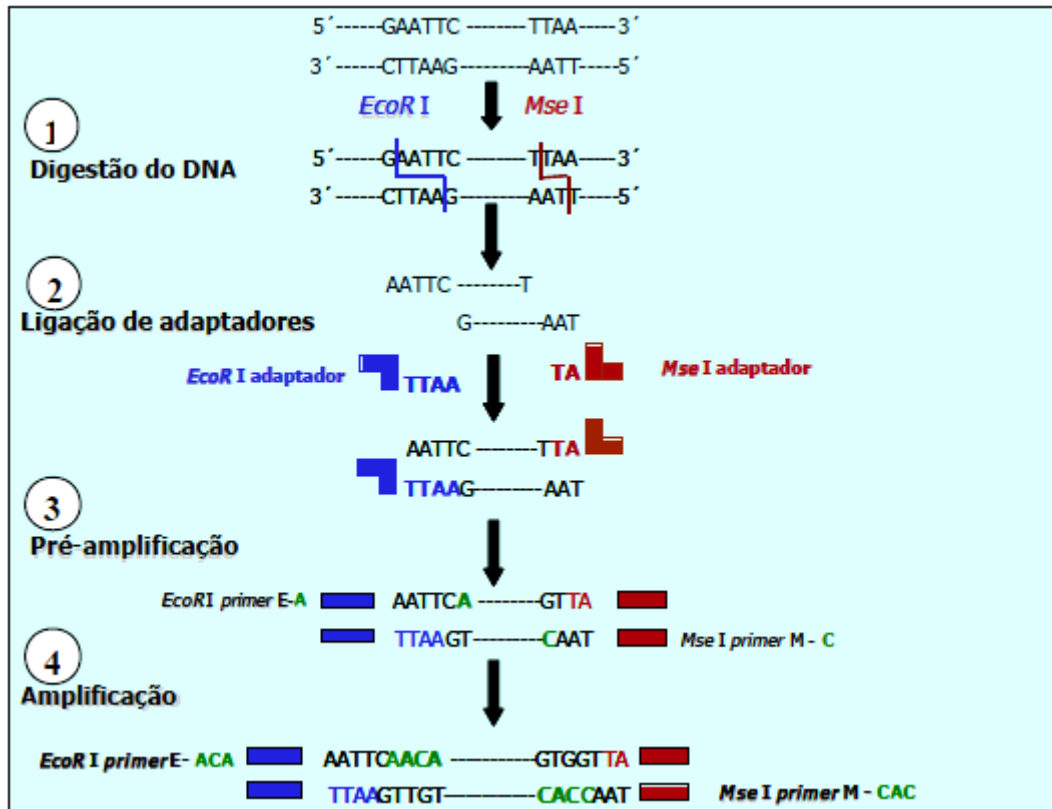 5´------GAATTC----------TTAA-----3´
3´------CTTAAG---------AATT-----5´
EcoR I Mse I
1
Digestão do DNA
5´------GAATTC----------TTAA-----3´
3´------CTTAAG---------AATT-----5´
2
Ligação de adaptadores
AATTC --------T
G---------AAT
EcoR I adaptador TTAA TA Mse I adaptador
AATTC --------TTA
TTAAG---------AAT
3
Pré-amplificação
EcoRI primer E-A AATTCA ---------GTTA
TTAAGT ---------CAAT Mse I primer M - C
4
Amplificação
EcoR I primer E- ACA AATTCAACA ----------GTGGTTA
TTAAGTTGT-----------CACCAAT Mse I primer M - CAC